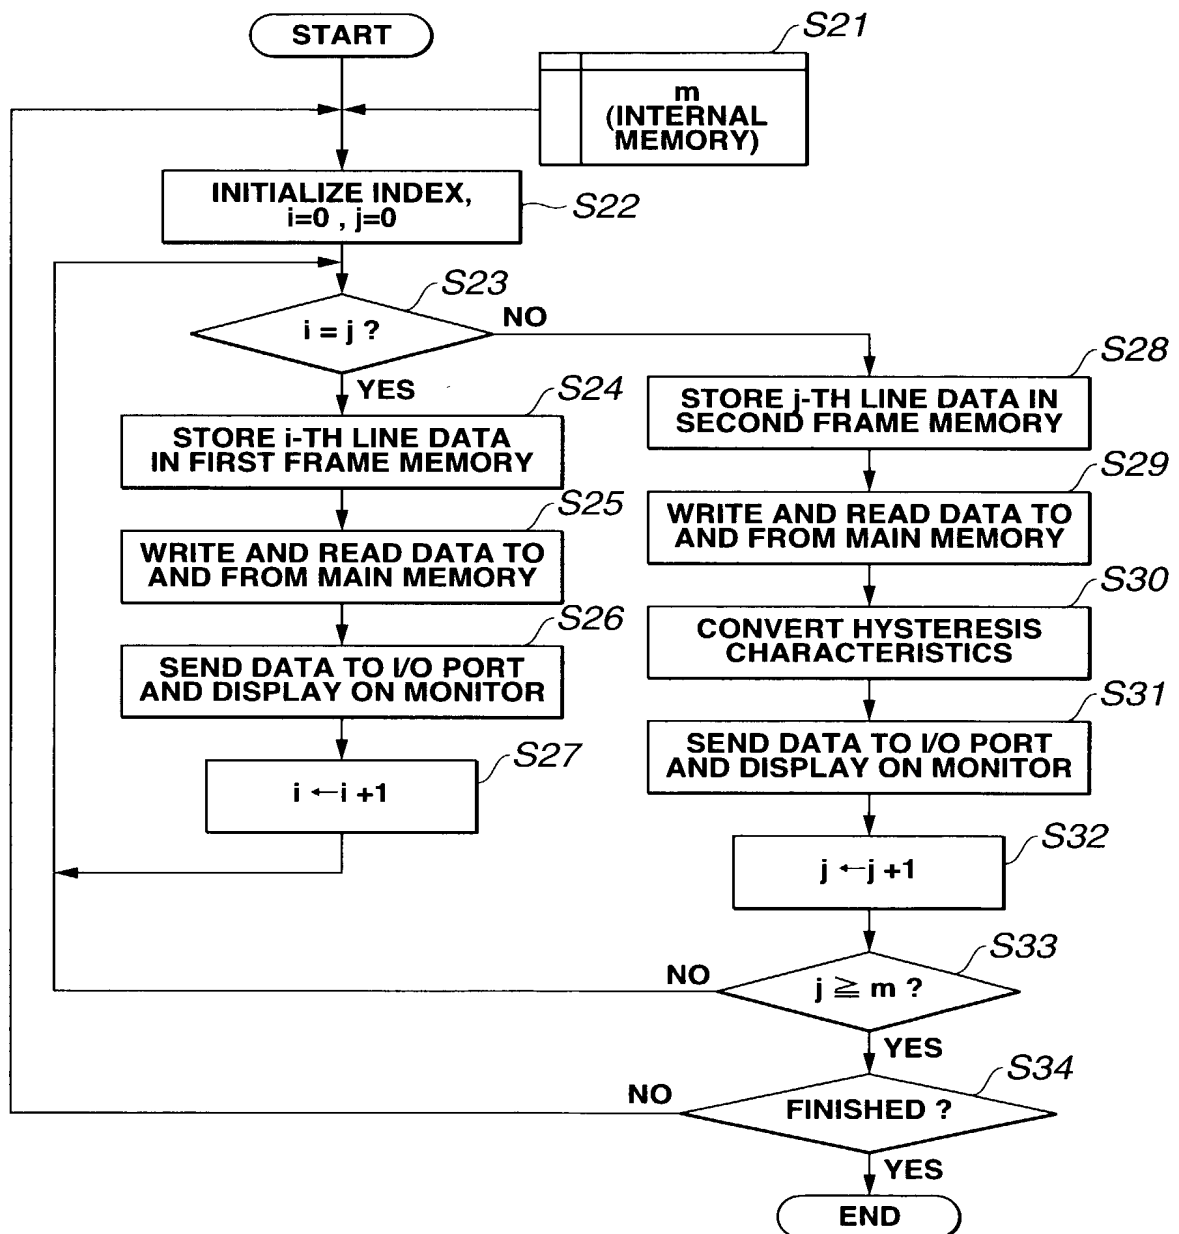 START
S21
m
(INTERNAL
MEMORY)
INITIALIZE INDEX,
i=0 , j=0
S22
S23
i = j ?
NO
YES
S24
STORE i-TH LINE DATA
IN FIRST FRAME MEMORY
S25
WRITE AND READ DATA TO
AND FROM MAIN MEMORY
S26
SEND DATA TO I/O PORT
AND DISPLAY ON MONITOR
S27
i ←i +1
S28
STORE j-TH LINE DATA IN
SECOND FRAME MEMORY
S29
WRITE AND READ DATA TO
AND FROM MAIN MEMORY
S30
CONVERT HYSTERESIS
CHARACTERISTICS
S31
SEND DATA TO I/O PORT
AND DISPLAY ON MONITOR
S32
j ←j +1
S33
NO
j ≧ m ?
YES
S34
NO
FINISHED ?
YES
END